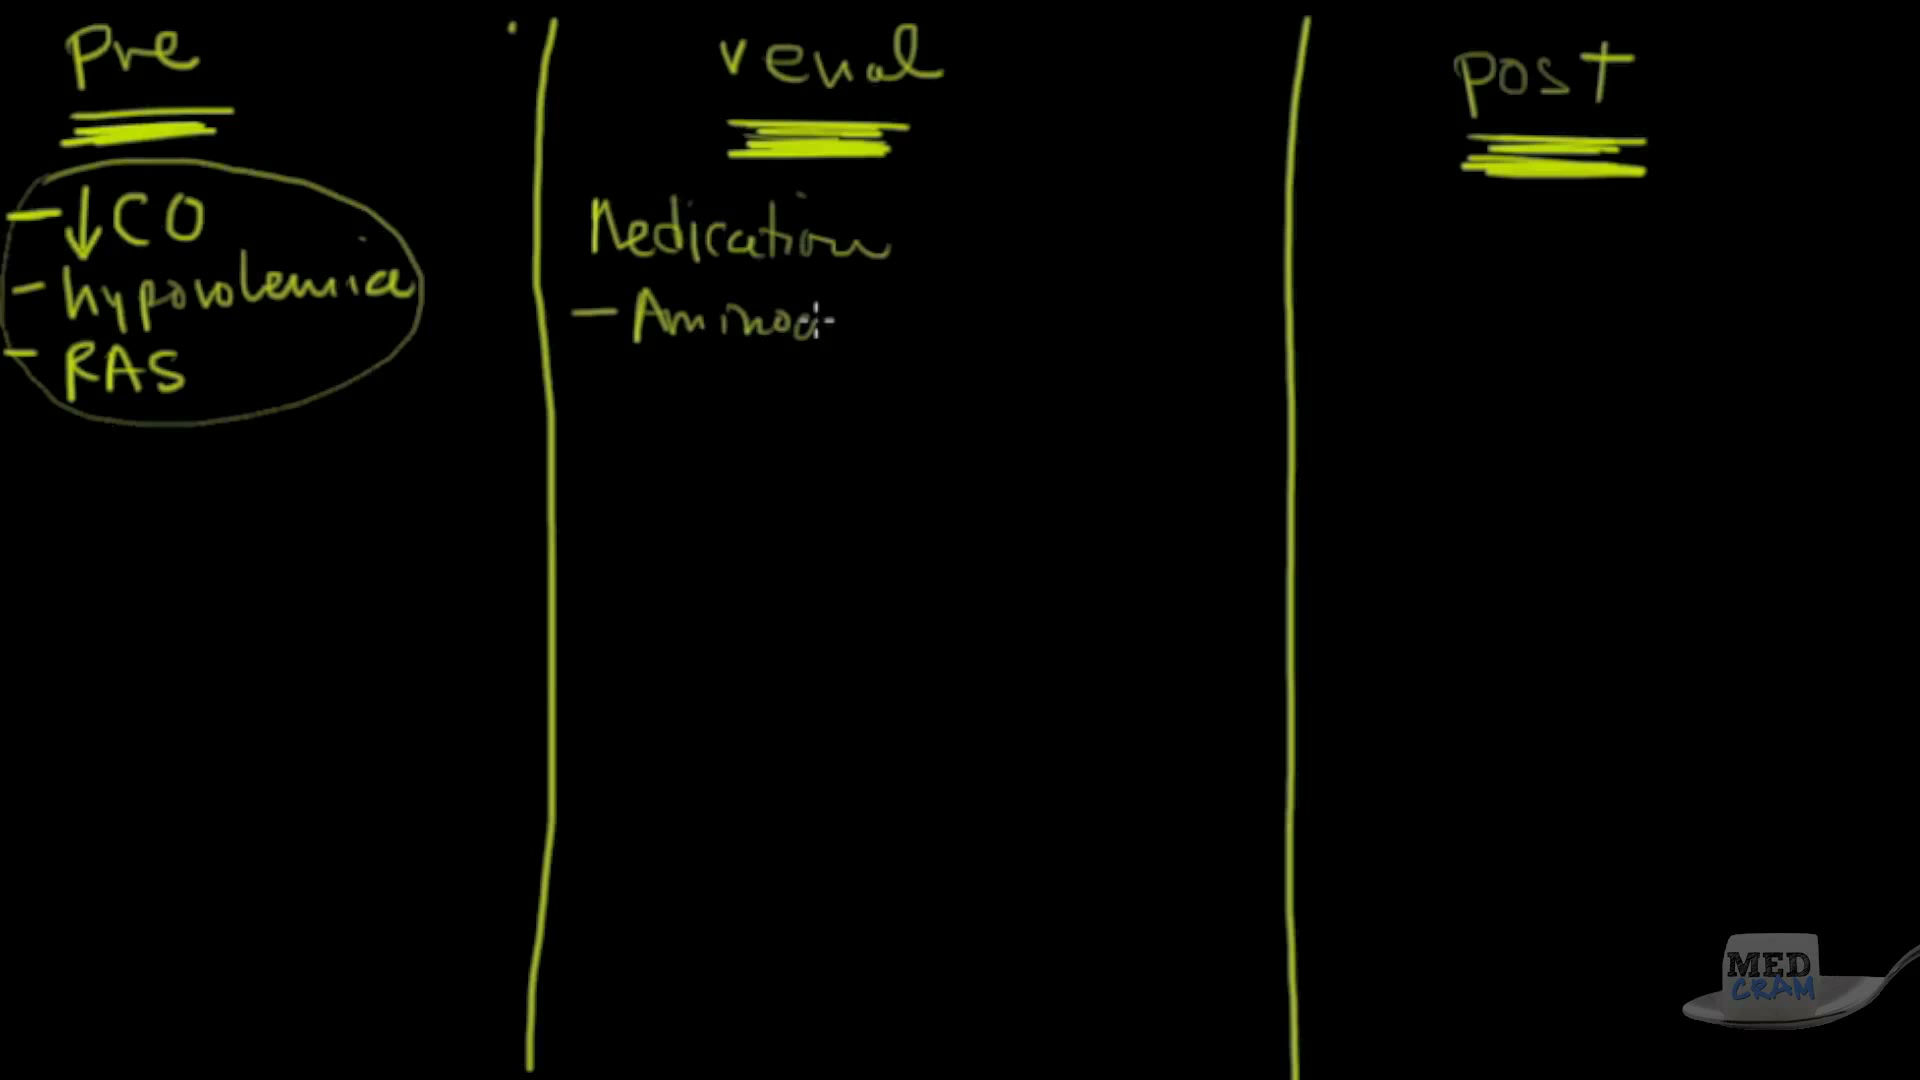 Pre
renal
post
- ↓ CO
- hypovolemia
- RAS
Medication
- Aminog
MED
CRAM